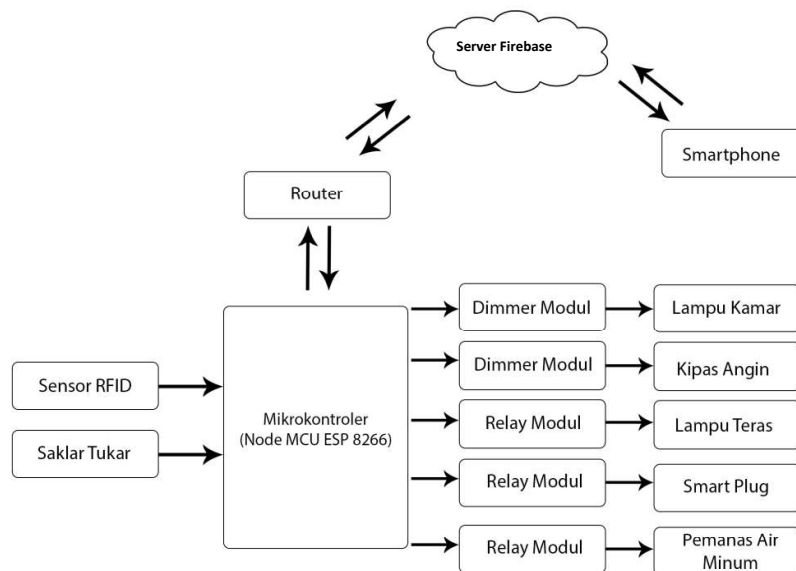 Server Firebase
Smartphone
Router
Dimmer Modul
Lampu Kamar
Dimmer Modul
Kipas Angin
Sensor RFID
Mikrokontroler
(Node MCU ESP 8266)
Relay Modul
Lampu Teras
Saklar Tukar
Relay Modul
Smart Plug
Relay Modul
Pemanas Air
Minum